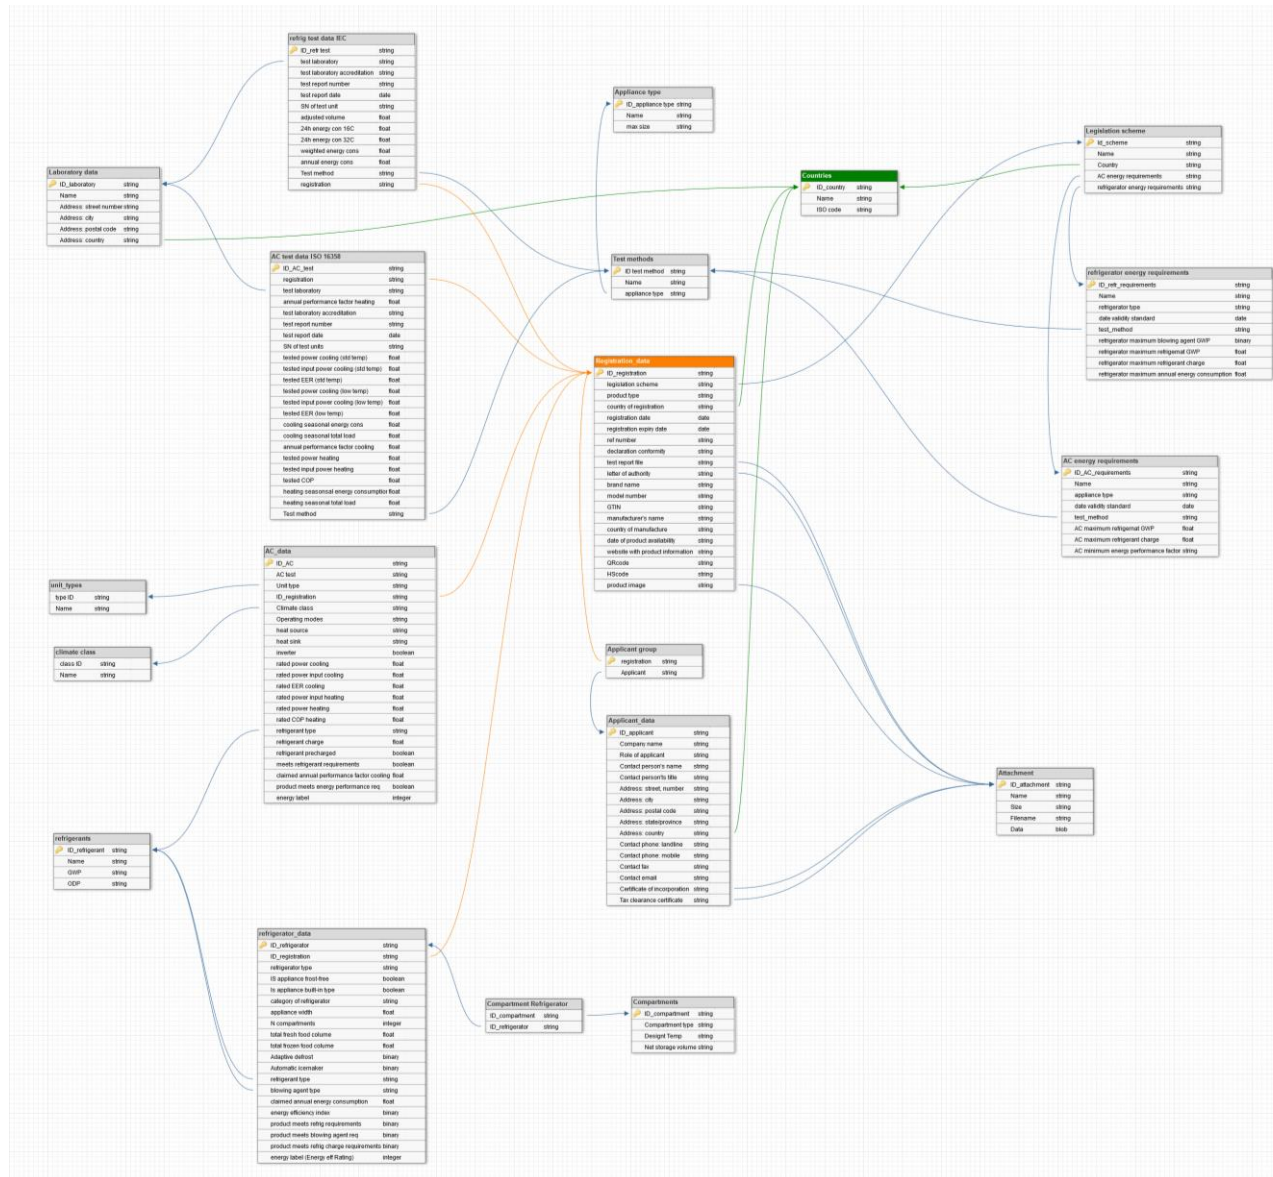 refrig test data IEC
ID_refr test string
test laboratory string
test laboratory accreditation string
test report number string
test report date date
SN of test unit string
adjusted volume float
24h energy con 16C float
24h energy con 32C float
weighted energy cons float
annual energy cons float
Test method string
registration string
Appliance type
ID_appliance type string
Name string
max size string
Legislation scheme
Id_scheme string
Name string
Country string
AC energy requirements string
refrigerator energy requirements string
Laboratory data
ID_laboratory string
Name string
Address: street number string
Address: city string
Address: postal code string
Address: country string
Countries
ID_country string
Name string
ISO code string
AC test data ISO 16358
ID_AC_test string
registration string
test laboratory string
annual performance factor heating float
test laboratory accreditation string
test report number string
test report date date
SN of test units string
tested power cooling (std temp) float
tested input power cooling (std temp) float
tested EER (std temp) float
tested power cooling (low temp) float
tested input power cooling (low temp) float
tested EER (low temp) float
cooling seasonal energy cons float
cooling seasonal total load float
annual performance factor cooling float
tested power heating float
tested input power heating float
tested COP float
heating seasonsal energy consumption float
heating seasonal total load float
Test method string
Test methods
ID test method string
Name string
appliance type string
refrigerator energy requirements
ID_refr_requirements string
Name string
refrigerator type string
date validity standard date
test_method string
refrigerator maximum blowing agent GWP binary
refrigerator maximum refrigernat GWP float
refrigerator maximum refrigerant charge float
refrigerator maximum annual energy consumption float
Registration_data
ID_registration string
legislation scheme string
product type string
country of registration string
registration date date
registration expire date date
ref number string
declaration conformity string
test report file string
letter of authority string
brand name string
model number string
GTIN string
manufacturer's name string
country of manufacture string
date of product availability string
website with product information string
QRcode string
HScode string
product image string
AC energy requirements
ID_AC_requirements string
Name string
appliance type string
date validity standard date
test_method string
AC maximum refrigernat GWP float
AC maximum refrigerant charge float
AC minimum energy performance factor string
AC_data
ID_AC string
AC test string
Unit type string
ID_registration string
Climate class string
Operating modes string
heat source string
heat sink string
inverter boolean
rated power cooling float
rated power input cooling float
rated EER cooling float
rated power input heating float
rated power heating float
rated COP heating float
refrigerant type string
refrigerant charge float
refrigerant precharged boolean
meets refrigerant requirements boolean
claimed annual performance factor cooling float
product meets energy performance req boolean
energy label integer
unit_types
type ID string
Name string
climate class
class ID string
Name string
Applicant group
registration string
Applicant string
Applicant_data
ID_applicant string
Company name string
Role of applicant string
Contact person's name string
Contact person's title string
Address: street, number string
Address: city string
Address: postal code string
Address: state/province string
Address: country string
Contact phone: landline string
Contact phone: mobile string
Contact fax string
Contact email string
Certificate of incorporation string
Tax clearance certificate string
Attachment
ID_attachment string
Name string
Size string
Filename string
Data blob
refrigerants
ID_refrigerant string
Name string
GWP string
ODP string
refrigerator_data
ID_refrigerator string
ID_registration string
refrigerator type string
IS appliance frost-free boolean
Is appliance built-in type boolean
category of refrigerator string
appliance width float
N compartments integer
total fresh food colume float
total frozen food colume float
Adaptive defrost binary
Automatic icemaker binary
refrigerant type string
blowing agent type string
claimed annual energy consumption float
energy efficiency index binary
product meets refrig requirements binary
product meets blowing agent req binary
product meets refrig charge requirements binary
energy label (Energy eff Rating) integer
Compartment Refrigerator
ID_compartment string
ID_refrigerator string
Compartments
ID_compartment string
Compartment type string
Designt Temp string
Net storage volume string